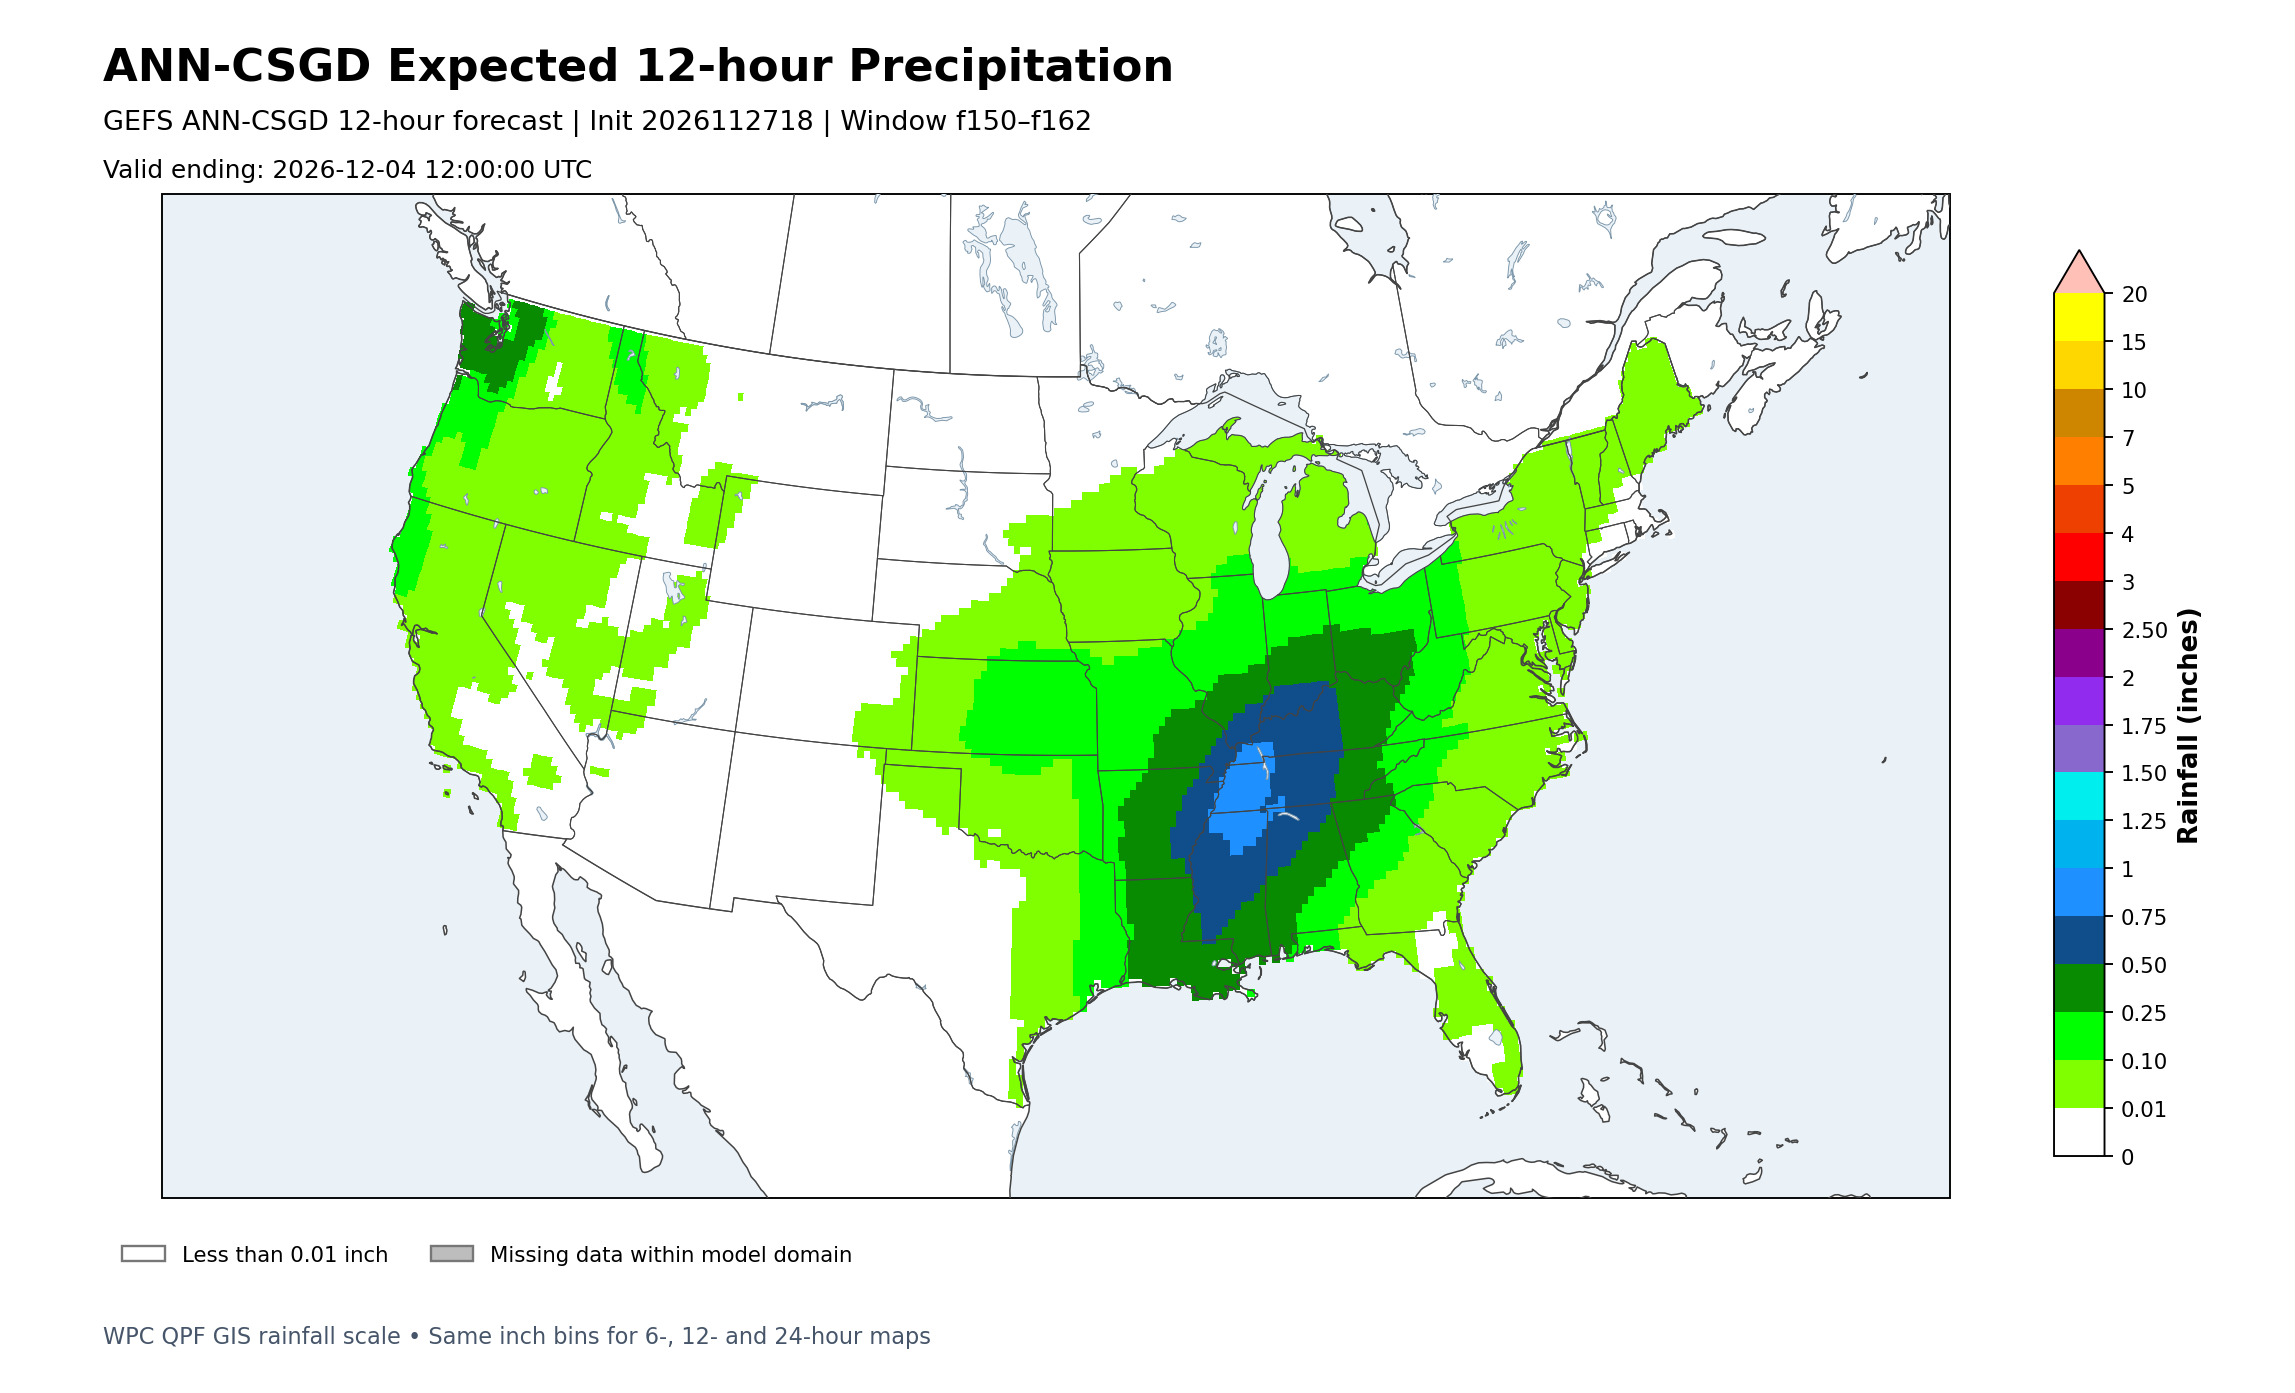 ANN-CSGD Expected 12-hour Precipitation
GEFS ANN-CSGD 12-hour forecast | Init 2026112718 | Window f150–f162
Valid ending: 2026-12-04 12:00:00 UTC
20
15
10
7
5
4
3
2.50
2
1.75
1.50
1.25
1
0.75
0.50
0.25
0.10
0.01
0
Rainfall (inches)
Less than 0.01 inch
Missing data within model domain
WPC QPF GIS rainfall scale • Same inch bins for 6-, 12- and 24-hour maps